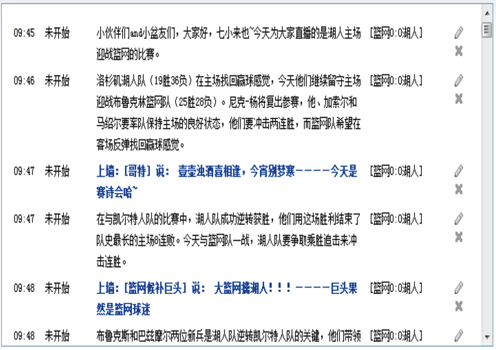 09:45 未开始 小伙伴们and小盆友们，大家好，七小来也~今天为大家直播的是湖人主场 [篮网0:0湖人]
迎战篮网的比赛。
09:46 未开始 洛杉矶湖人队（19胜36负）在主场找回赢球感觉，今天他们继续留守主场 [篮网0:0湖人]
迎战布鲁克林篮网队（25胜28负）。尼克-杨将复出参赛，他、加索尔和
马绍尔要率队保持主场的良好状态，他们要冲击两连胜，而篮网队希望在
客场反弹找回赢球感觉。
09:47 未开始 上墙：[哥特] 说： 壹壶浊酒喜相逢，今宵别梦寒----今天是 [篮网0:0湖人]
赛诗会哈~
09:47 未开始 在与凯尔特人队的比赛中，湖人队成功逆转获胜，他们用这场胜利结束了 [篮网0:0湖人]
队史最长的主场8连败。今天与篮网队一战，湖人队要争取乘胜追击来冲
击连胜。
09:48 未开始 上墙：[篮网候补巨头] 说： 大篮网擒湖人！！！----巨头果 [篮网0:0湖人]
然是篮网球迷
09:48 未开始 布鲁克斯和巴兹摩尔两位新兵是湖人队逆转凯尔特人的关键，他们带领 [篮网0:0湖人]